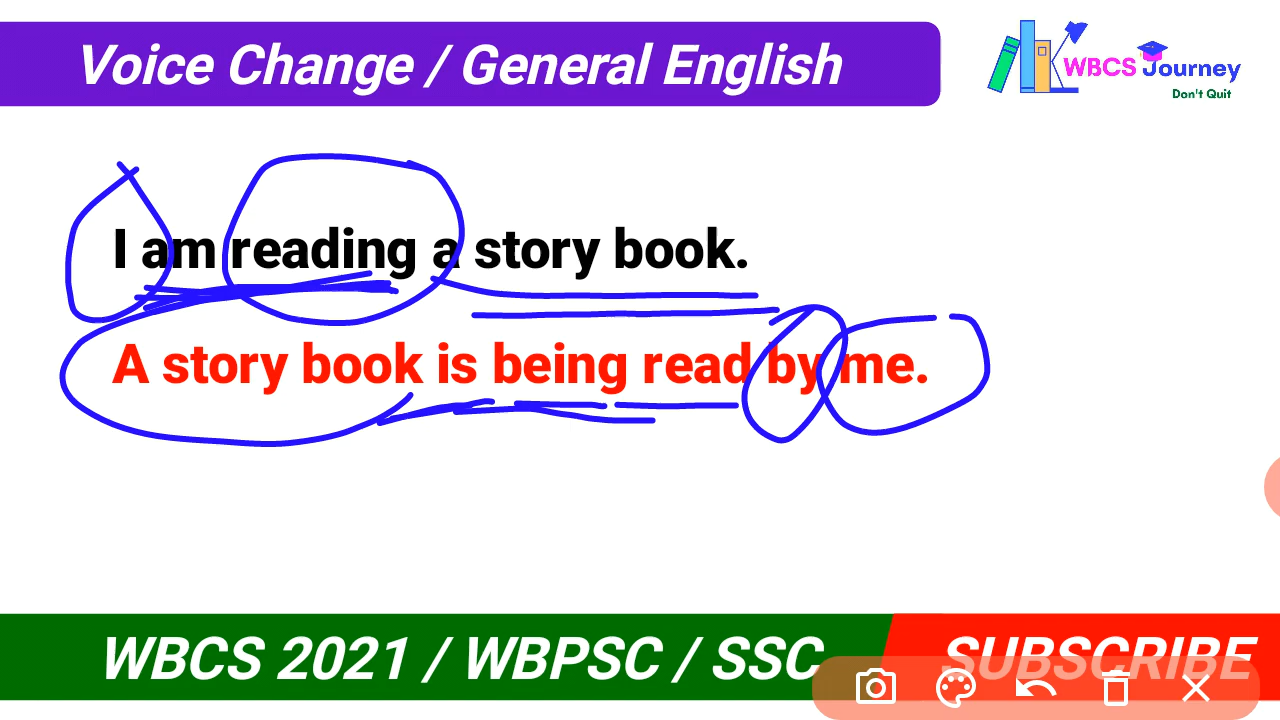 Voice Change / General English
WBCS Journey
Don't Quit
I am reading a story book.
A story book is being read by me.
WBCS 2021 / WBPSC / SSC
SUBSCRIBE